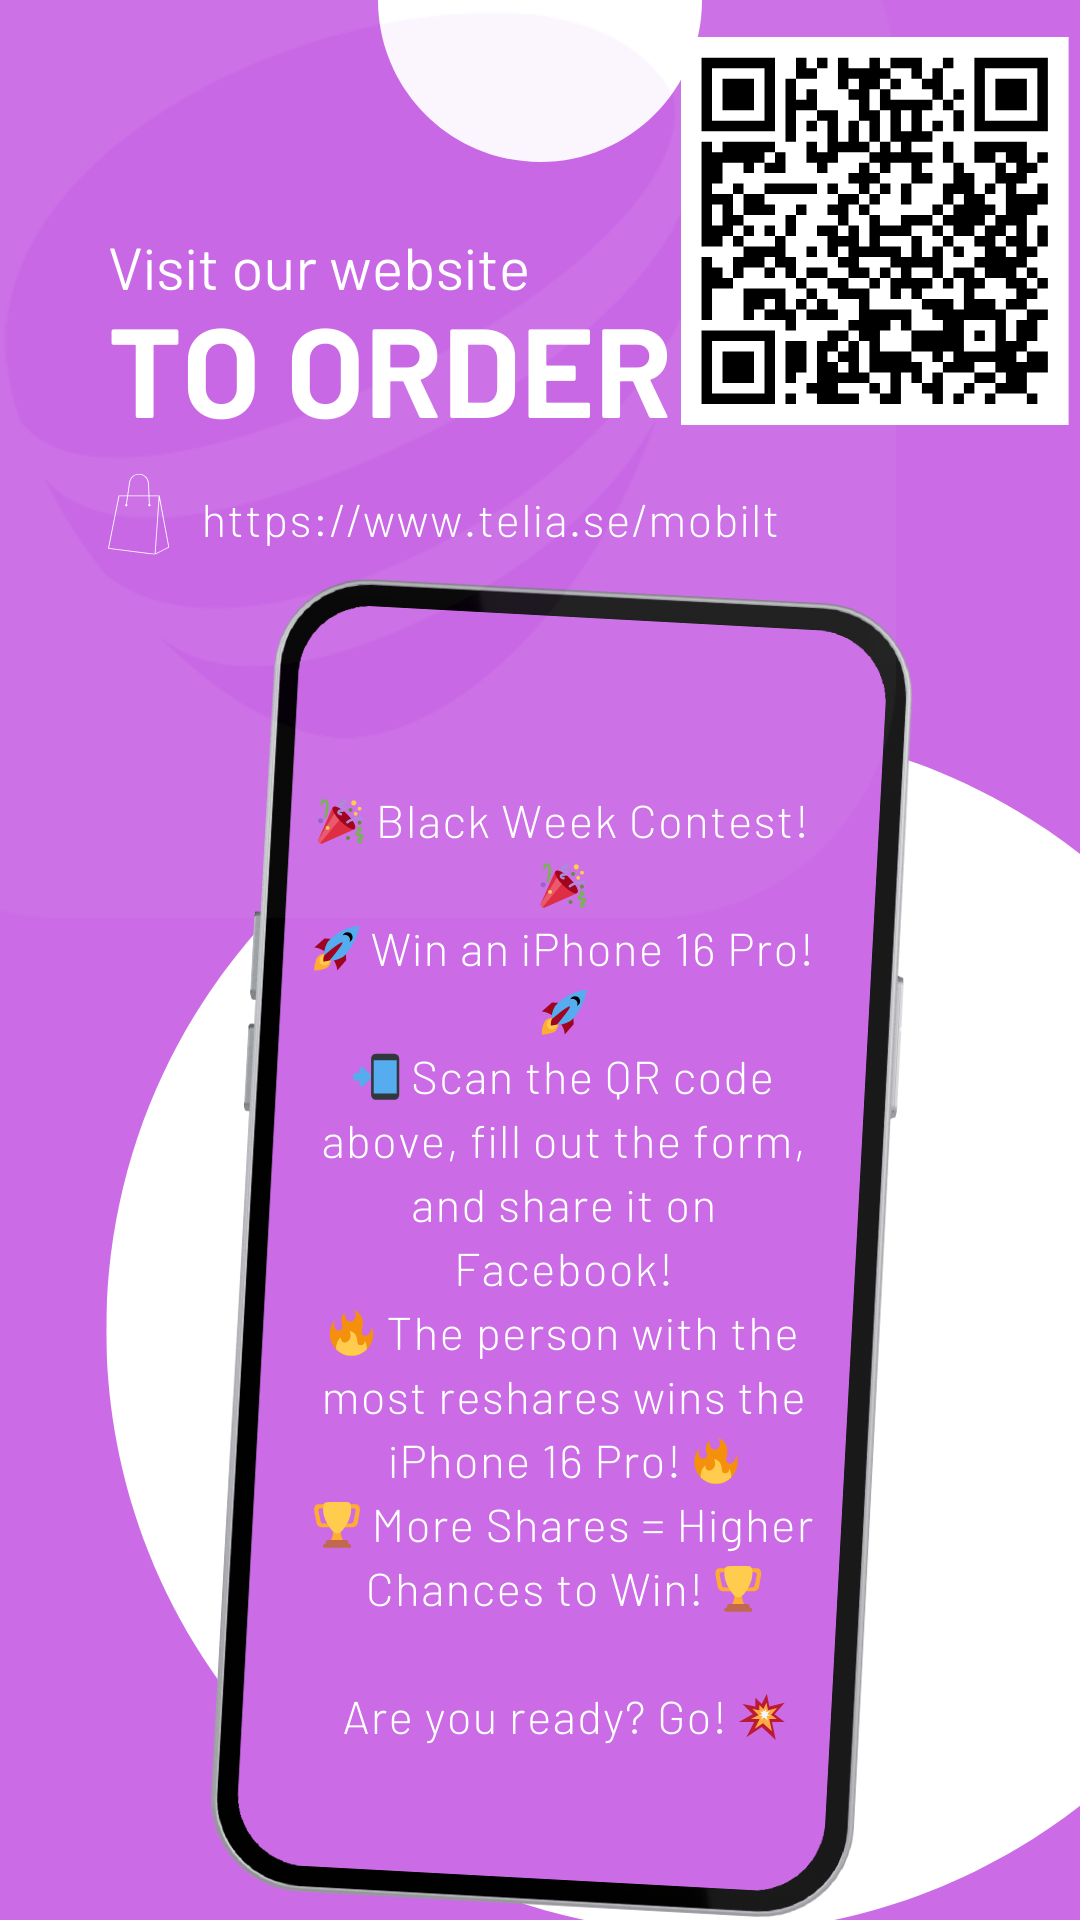 Visit our website
TO ORDER
https://www.telia.se/mobilt
🎉 Black Week Contest!
🎉
🚀 Win an iPhone 16 Pro!
🚀
📲 Scan the QR code
above, fill out the form,
and share it on
Facebook!
🔥 The person with the
most reshares wins the
iPhone 16 Pro! 🔥
🏆 More Shares = Higher
Chances to Win! 🏆
Are you ready? Go! 💥